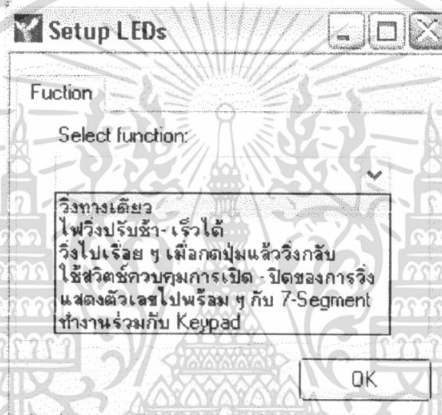 Setup LEDs
Fuction
Select function:
วิ่งทางเดียว
ไฟวิ่งปรับช้า- เร็วได้
วิ่งไปเรื่อย ๆ เมื่อกดปุ่มแล้ววิ่งกลับ
ใช้สวิตช์ควบคุมการเปิด - ปิดของการวิ่ง
แสดงตัวเลขไปพร้อม ๆ กับ 7-Segment
ทำงานร่วมกับ Keypad
OK